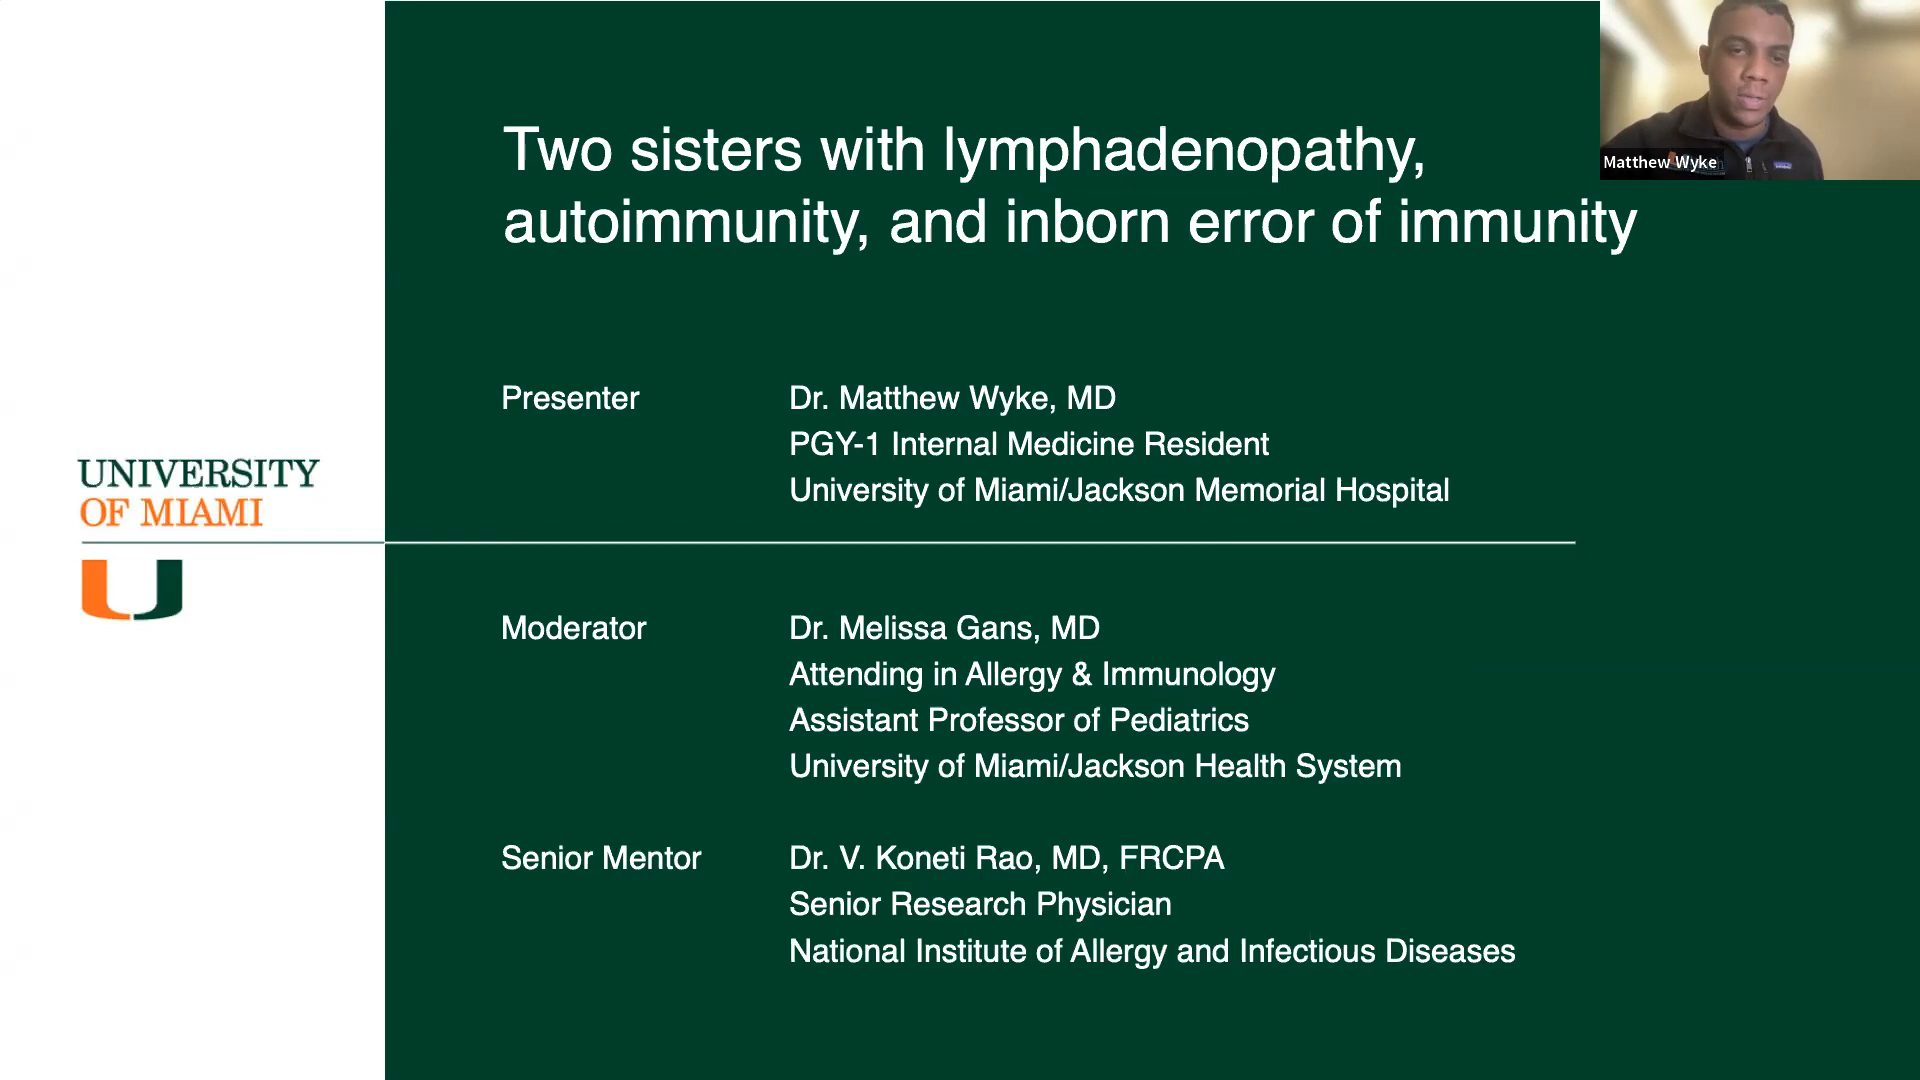 Two sisters with lymphadenopathy,
autoimmunity, and inborn error of immunity
Matthew Wyke
Presenter
Dr. Matthew Wyke, MD
PGY-1 Internal Medicine Resident
University of Miami/Jackson Memorial Hospital
UNIVERSITY
OF MIAMI
Moderator
Dr. Melissa Gans, MD
Attending in Allergy & Immunology
Assistant Professor of Pediatrics
University of Miami/Jackson Health System
Senior Mentor
Dr. V. Koneti Rao, MD, FRCPA
Senior Research Physician
National Institute of Allergy and Infectious Diseases